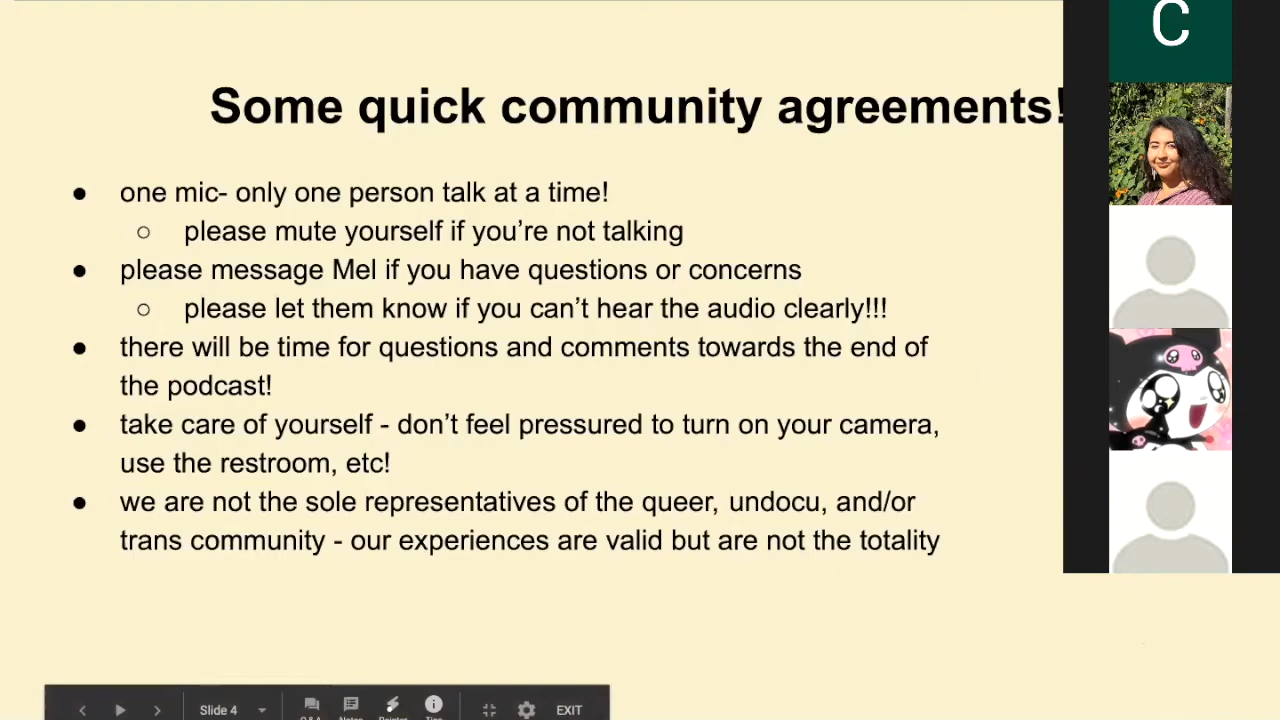 C
Some quick community agreements!
● one mic- only one person talk at a time!
○ please mute yourself if you’re not talking
● please message Mel if you have questions or concerns
○ please let them know if you can’t hear the audio clearly!!!
● there will be time for questions and comments towards the end of
the podcast!
● take care of yourself - don’t feel pressured to turn on your camera,
use the restroom, etc!
● we are not the sole representatives of the queer, undocu, and/or
trans community - our experiences are valid but are not the totality
Slide 4
EXIT